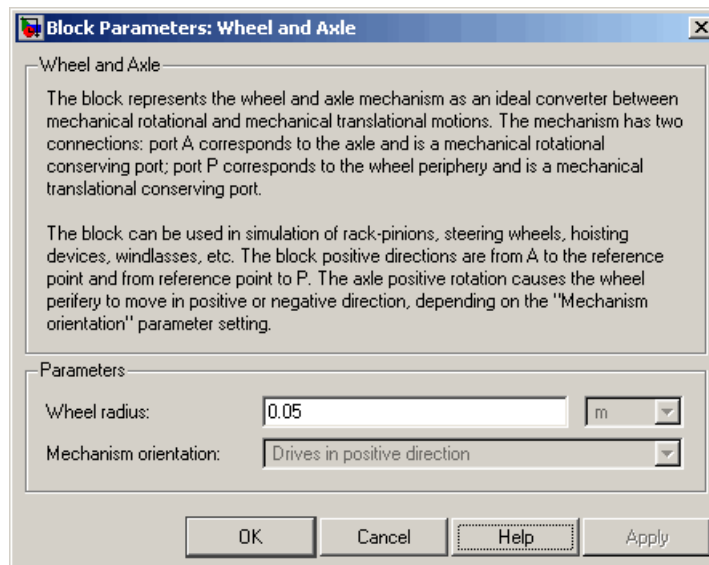 Block Parameters: Wheel and Axle
Wheel and Axle
The block represents the wheel and axle mechanism as an ideal converter between
mechanical rotational and mechanical translational motions. The mechanism has two
connections: port A corresponds to the axle and is a mechanical rotational
conserving port; port P corresponds to the wheel periphery and is a mechanical
translational conserving port.
The block can be used in simulation of rack-pinions, steering wheels, hoisting
devices, windlasses, etc. The block positive directions are from A to the reference
point and from reference point to P. The axle positive rotation causes the wheel
perifery to move in positive or negative direction, depending on the "Mechanism
orientation" parameter setting.
Parameters
Wheel radius: 0.05 m
Mechanism orientation: Drives in positive direction
OK Cancel Help Apply